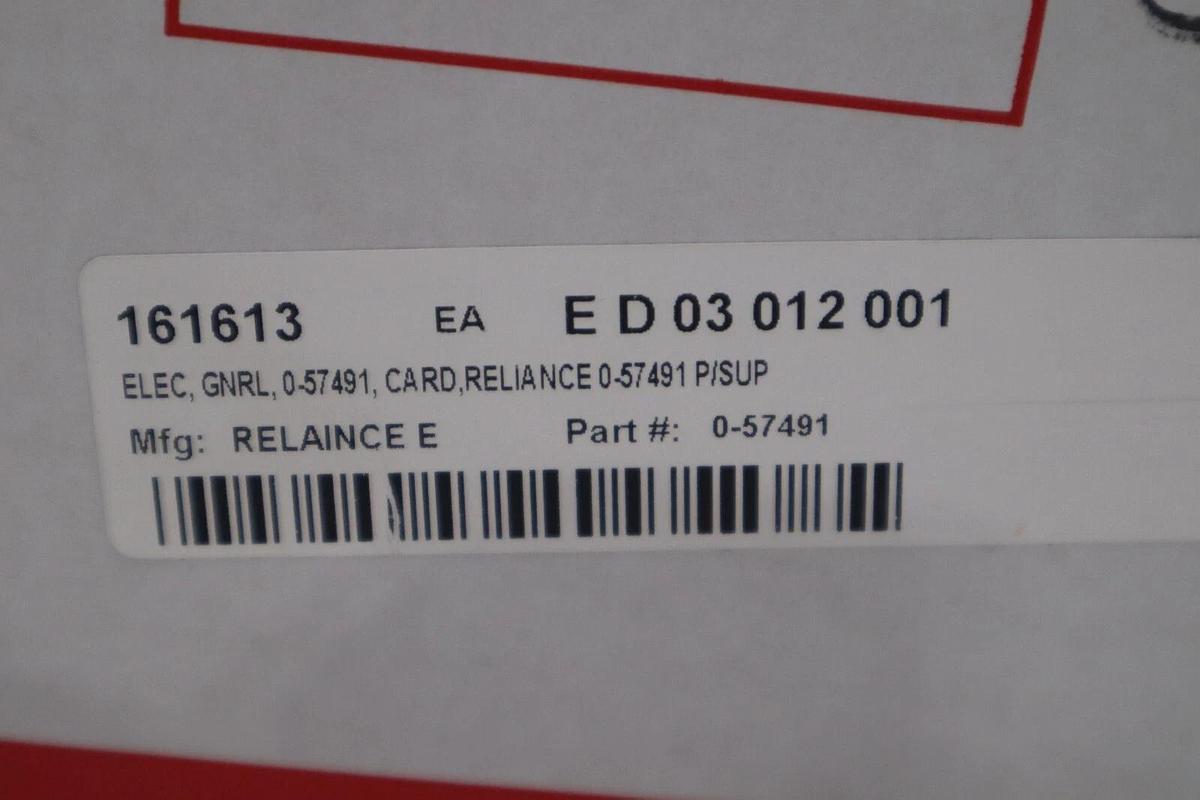 161613 EA E D 03 012 001
ELEC, GNRL, 0-57491, CARD,RELIANCE 0-57491 P/SUP
Mfg: RELAINCE E Part #: 0-57491